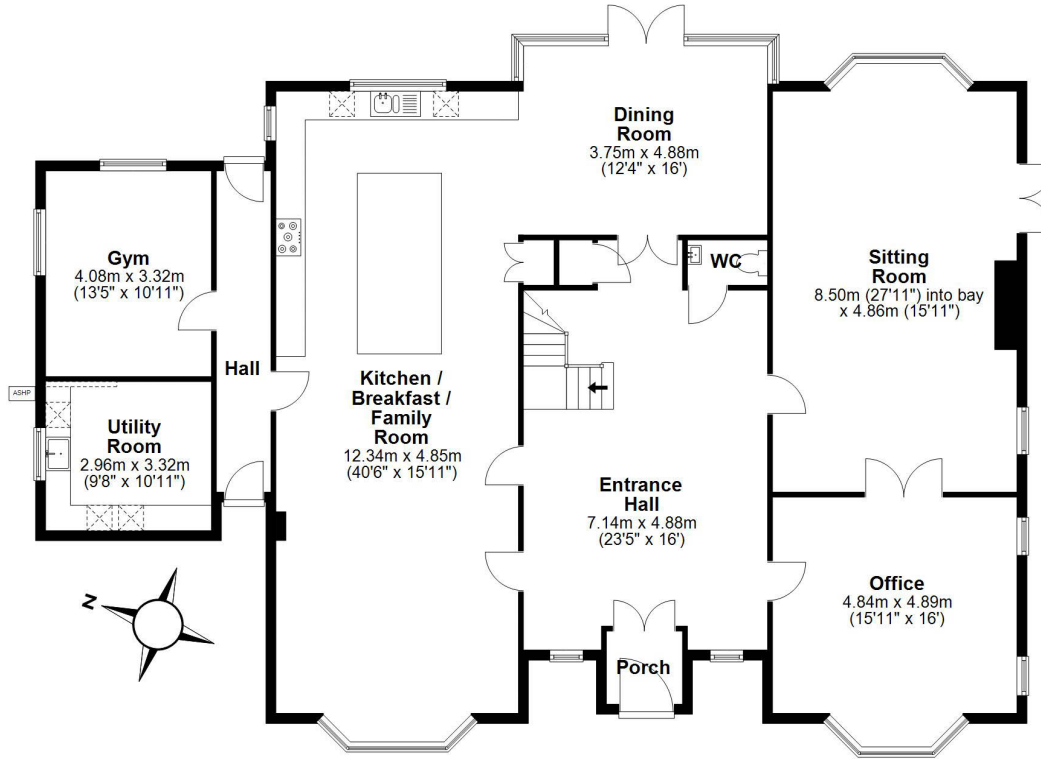 Dining
Room
3.75m x 4.88m
(12'4" x 16')
Gym
4.08m x 3.32m
(13'5" x 10'11")
WC
Sitting
Room
8.50m (27'11") into bay
x 4.86m (15'11")
Hall
Kitchen /
Breakfast /
Family
Room
12.34m x 4.85m
(40'6" x 15'11")
ASHP
Utility
Room
2.96m x 3.32m
(9'8" x 10'11")
Entrance
Hall
7.14m x 4.88m
(23'5" x 16')
Office
4.84m x 4.89m
(15'11" x 16')
N
Porch